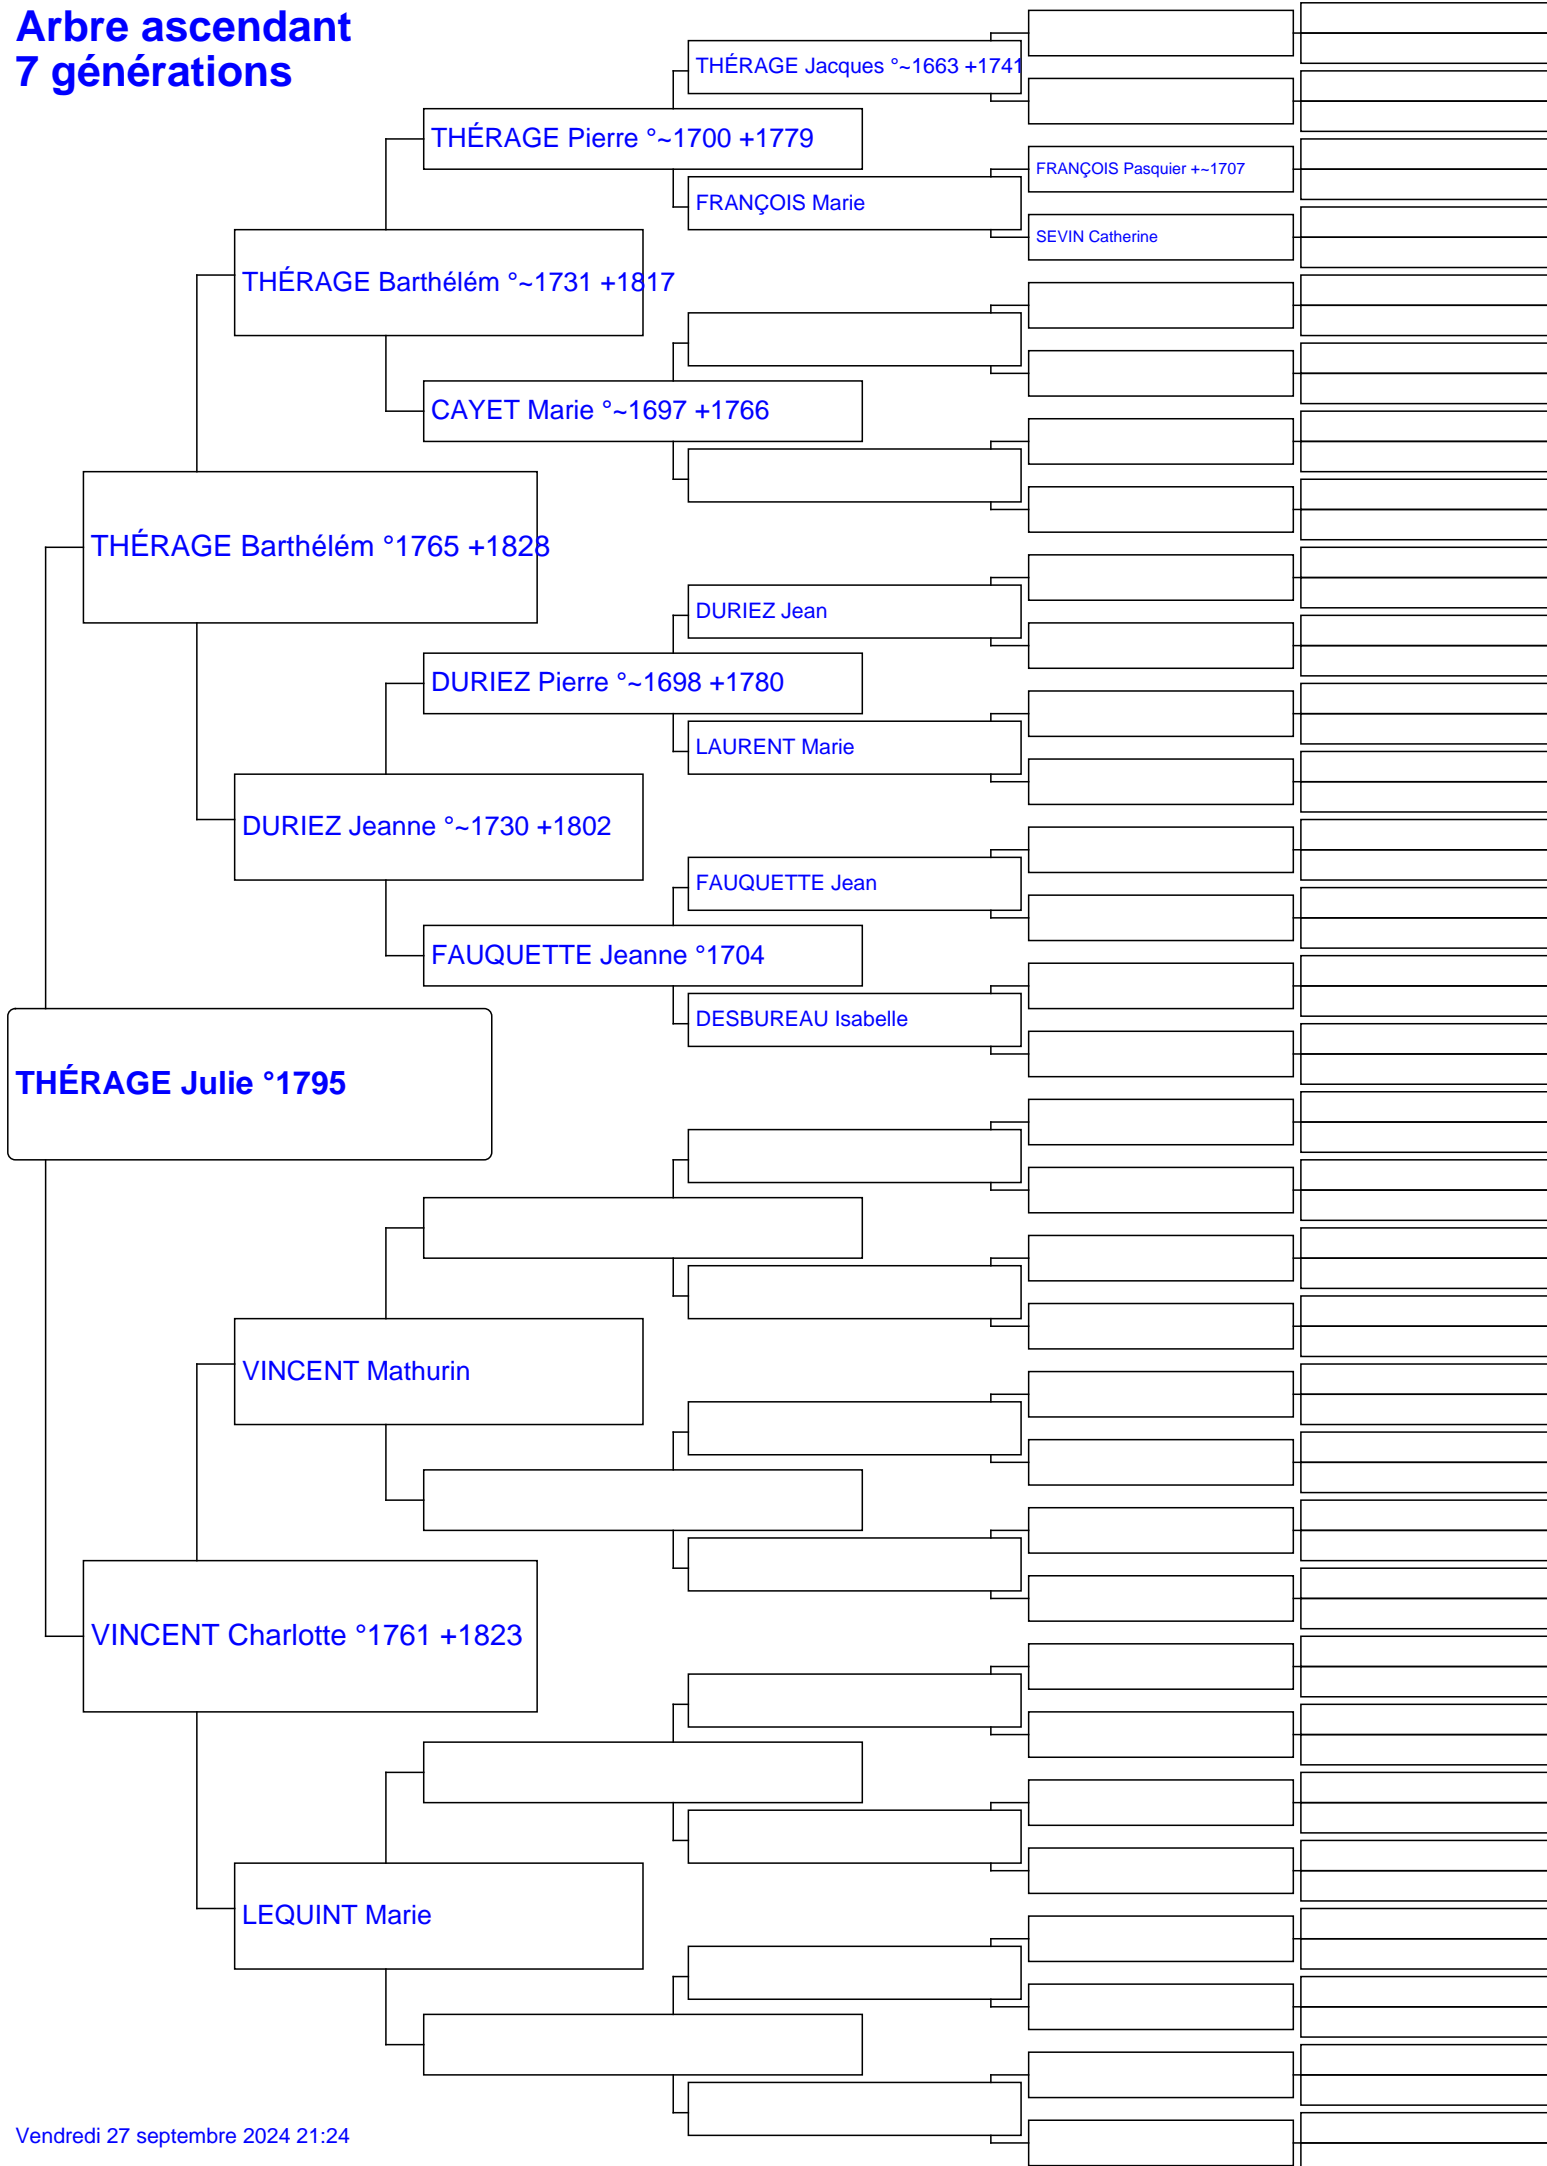 Arbre ascendant
7 générations
THÉRAGE Jacques °~1663 +1741
THÉRAGE Pierre °~1700 +1779
FRANÇOIS Pasquier +~1707
FRANÇOIS Marie
SEVIN Catherine
THÉRAGE Barthélém °~1731 +1817
CAYET Marie °~1697 +1766
THÉRAGE Barthélém °1765 +1828
DURIEZ Jean
DURIEZ Pierre °~1698 +1780
LAURENT Marie
DURIEZ Jeanne °~1730 +1802
FAUQUETTE Jean
FAUQUETTE Jeanne °1704
DESBUREAU Isabelle
THÉRAGE Julie °1795
VINCENT Mathurin
VINCENT Charlotte °1761 +1823
LEQUINT Marie
Vendredi 27 septembre 2024 21:24